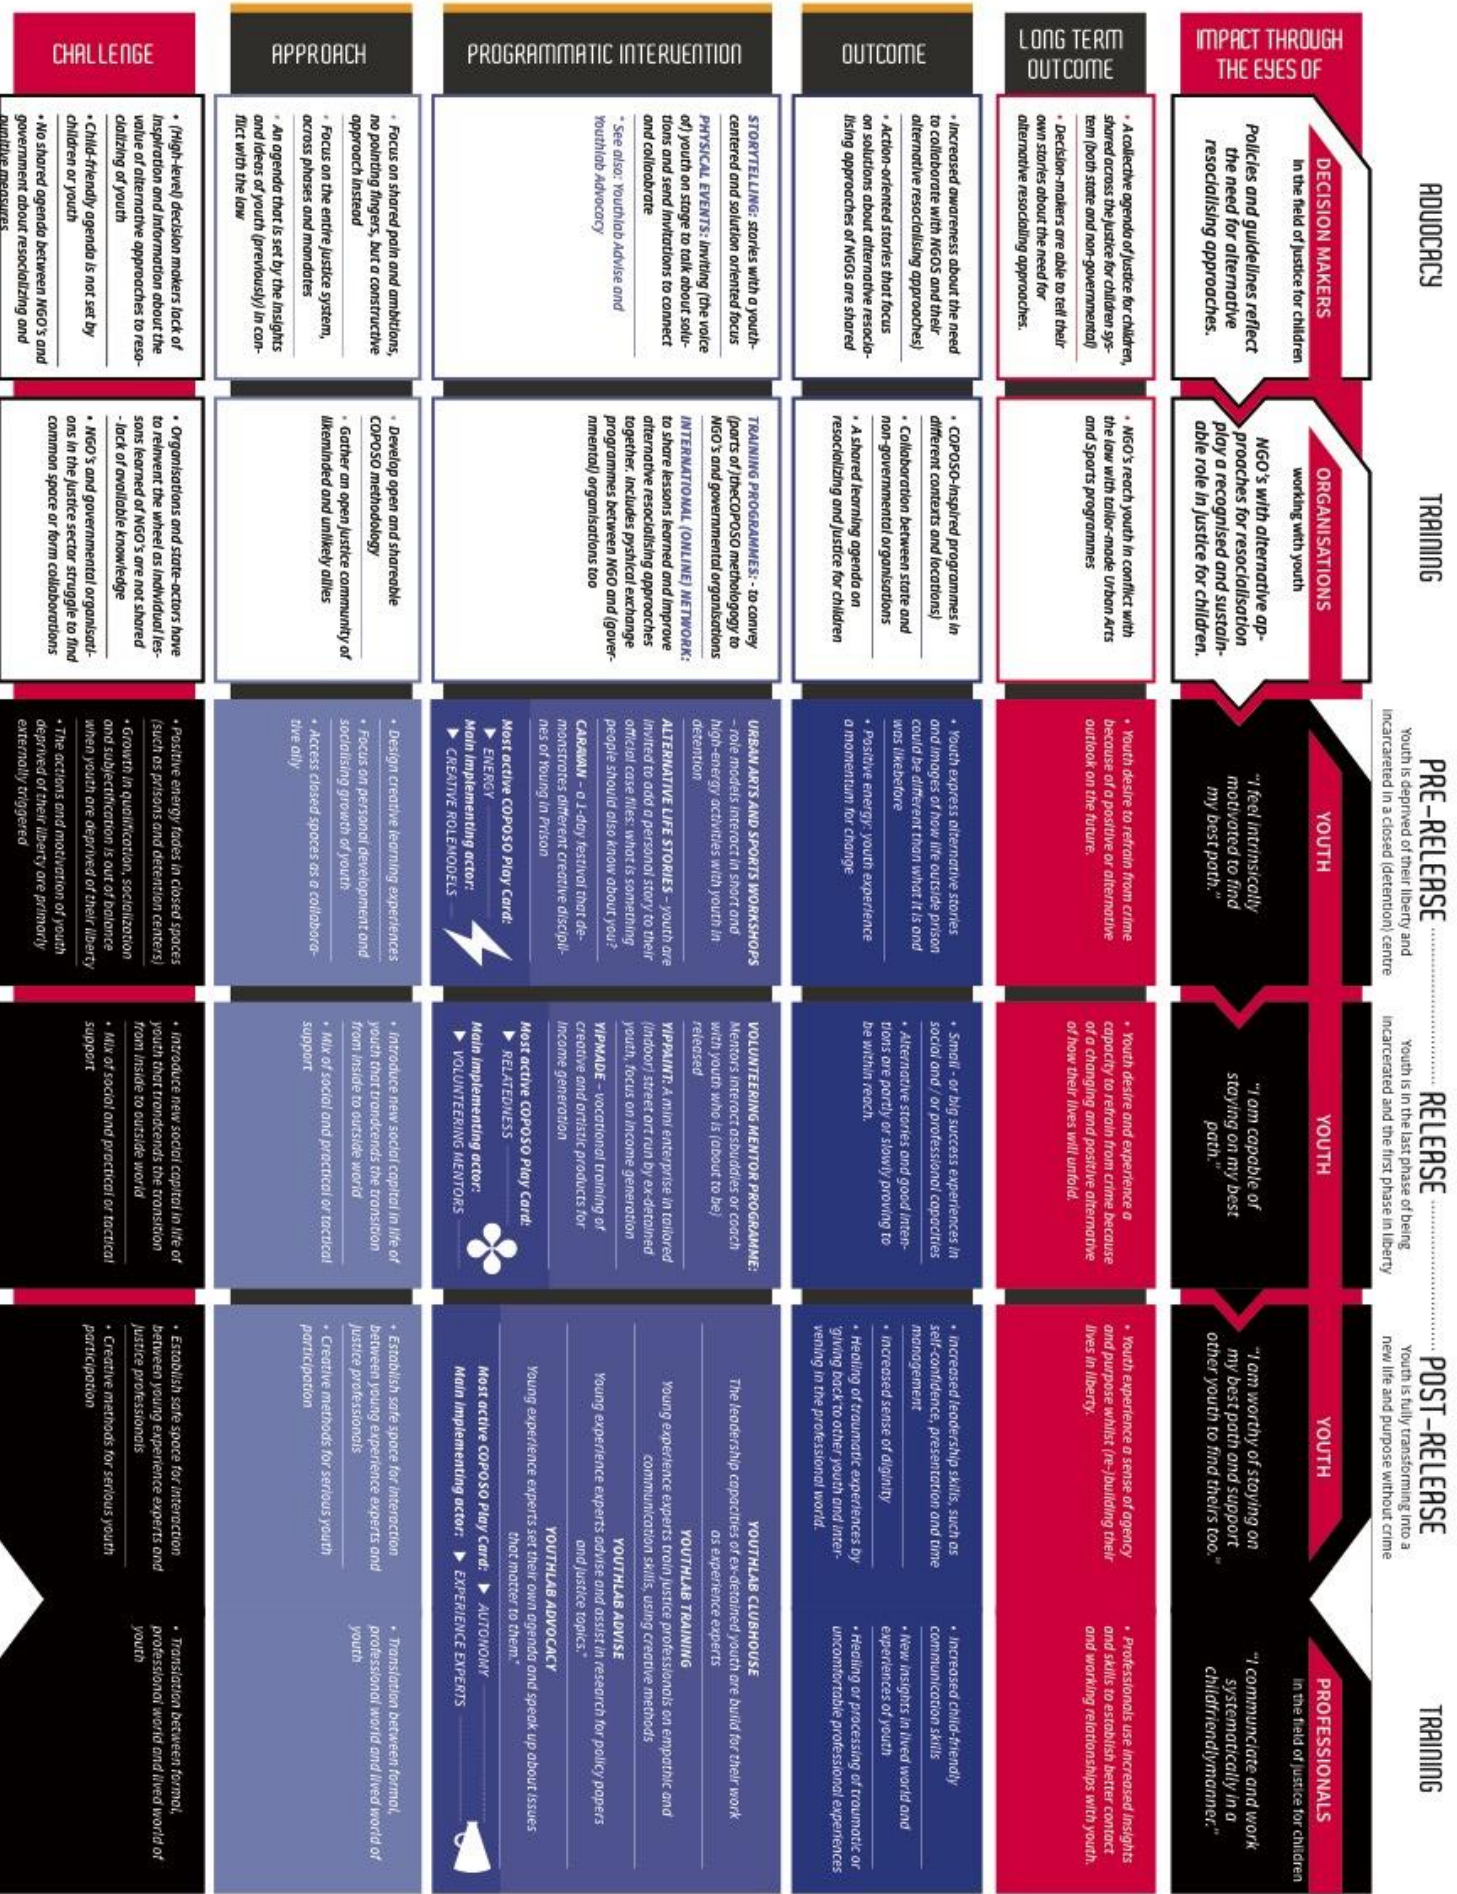 ADVOCACY
TRAINING
PRE-RELEASE
Youth is deprived of their liberty and
incarcareted in a closed (detention) centre
RELEASE
Youth is in the last phase of being
incarcerated and the first phase in liberty
POST-RELEASE
Youth is fully transforming into a
new life and purpose without crime
TRAINING
IMPACT THROUGH
THE EYES OF
DECISION MAKERS
in the field of justice for children
Policies and guidelines reflect
the need for alternative
resocialising approaches.
ORGANISATIONS
working with youth
NGO's with alternative ap-
proaches for resocialisation
play a recognised and sustain-
able role in justice for children.
YOUTH
"I feel intrinsically
motivated to find
my best path."
YOUTH
"I am capable of
staying on my best
path."
YOUTH
"I am worthy of staying on
my best path and support
other youth to find theirs too."
PROFESSIONALS
in the field of justice for children
"I communciate and work
systematically in a
childfriendlymanner."
LONG TERM
OUTCOME
• A collective agenda of justice for children,
shared across the justice for children sys-
tem (both state and non-governmental)
• Decision-makers are able to tell their
own stories about the need for
alternative resocialing approaches.
• NGO's reach youth in conflict with
the law with tailor-made Urban Arts
and Sports programmes
• Youth desire to refrain from crime
because of a positive or alternative
outlook on the future.
• Youth desire and experience a
capacity to refrain from crime because
of a changing and positive alternative
of how their lives will unfold.
• Youth experience a sense of agency
and purpose whilst (re-)building their
lives in liberty.
• Professionals use increased insights
and skills to establish better contact
and working relationships with youth.
OUTCOME
• Increased awareness about the need
to collaborate with NGOS and their
alternative resocialising approaches)
• Action-oriented stories that focus
on solutions about alternative resocia-
lising approaches of NGOs are shared
• COPOSO-inspired programmes in
different contexts and locations)
• Collaboration between state and
non-governmental organisations
• A shared learning agenda on
resocializing and justice for children
• Youth express alternative stories
and images of how life outside prison
could be different than what it is and
was likebefore
• Positive energy: youth experience
a momentum for change
• Small - or big success experiences in
social and / or professional capacities
• Alternative stories and good inten-
tions are partly or slowly proving to
be within reach.
• increased leadership skills, such as
self-confidence, presentation and time
management
• increased sense of diginity
• Healing of traumatic experiences by
'giving back'to other youth and inter-
vening in the professional world.
• Increased child-friendly
communication skills
• New insights in lived world and
experiences of youth
• Healing or processing of traumatic or
uncomfortable professional experiences
PROGRAMMATIC INTERVENTION
STORYTELLING: stories with a youth-
centered and solution oriented focus
PHYSICAL EVENTS: inviting (the voice
of) youth on stage to talk about solu-
tions and send invitations to connect
and collaobrate
* See also: Youthlab Advise and
Youthlab Advocacy
TRAINING PROGRAMMES: - to convey
(parts of )theCOPOSO methologogy to
NGO's and governmental organisations
INTERNATIONAL (ONLINE) NETWORK:
to share lessons learned and improve
alternative resocialising approaches
together. Includes pyshical exchange
programmes between NGO and (gover-
nmental) organisations too
URBAN ARTS AND SPORTS WORKSHOPS
– role models interact in short and
high-energy activities with youth in
detention
ALTERNATIVE LIFE STORIES – youth are
invited to add a personal story to their
official case files: what is something
people should also know about you?
CARAVAN – a 1-day festival that de-
monstrates different creative discipli-
nes of Young in Prison
Most active COPOSO Play Card:
▶ ENERGY
Main implementing actor:
▶ CREATIVE ROLEMODELS
VOLUNTEERING MENTOR PROGRAMME:
Mentors interact asbuddies or coach
with youth who is (about to be)
released
YIPPAINT: A mini enterprise in tailored
(indoor) street art run by ex-detained
youth, focus on income generation
YIPMADE – vocactional training of
creative and artistic products for
income generation
Most active COPOSO Play Card:
▶ RELATEDNESS
Main implementing actor:
▶ VOLUNTEERING MENTORS
YOUTHLAB CLUBHOUSE
The leadership capacities of ex-detained youth are build for their work
as experience experts
YOUTHLAB TRAINING
Young experience experts train justice professionals on empathic and
communication skills, using creative methods
YOUTHLAB ADVISE
Young experience experts advise and assist in research for policy papers
and justice topics."
YOUTHLAB ADVOCACY
Young experience experts set their own agenda and speak up about issues
that matter to them."
Most active COPOSO Play Card: ▶ AUTONOMY
Main implementing actor: ▶ EXPERIENCE EXPERTS
APPROACH
• Focus on shared pain and ambitions,
no pointing fingers, but a constructive
approach instead
• Focus on the entire justice system,
across phases and mandates
• An agenda that is set by the insights
and ideas of youth (previously) in con-
flict with the law
• Develop open and shareable
COPOSO methodology
• Gather an open justice community of
likeminded and unlikely allies
• Design creative learning experiences
• Focus on personal development and
socialising growth of youth
• Access closed spaces as a collabora-
tive ally
• Introduce new social capital in life of
youth that trandcends the transition
from inside to outside world
• Mix of social and practical or tactical
support
• Establish safe space for interaction
between young experience experts and
justice professionals
• Creative methods for serious youth
participation
• Translation between formal,
professional world and lived world of
youth
CHALLENGE
• (High-level) decision makers lack of
inspiration and information about the
value of alternative approaches to reso-
cializing of youth
• Child-friendly agenda is not set by
children or youth
• No shared agenda between NGO's and
government about resocializing and
punitive measures
• Organisations and state-actors have
to reinvent the wheel as individual les-
sons learned of NGO's are not shared
- lack of available knowledge
• NGO's and governmental organisati-
ons in the justice sector struggle to find
common space or form collaborations
• Positive energy fades in closed spaces
(such as prisons and detention centers)
• Growth in qualification, socialization
and subjectification is out of balance
when youth are deprived of their liberty
• The actions and motivation of youth
deprived of their liberty are primarly
externally triggered
• Introduce new social capital in life of
youth that trandcends the transition
from inside to outside world
• Mix of social and practical or tactical
support
• Establish safe space for interaction
between young experience experts and
justice professionals
• Creative methods for serious youth
participation
• Translation between formal,
professional world and lived world of
youth